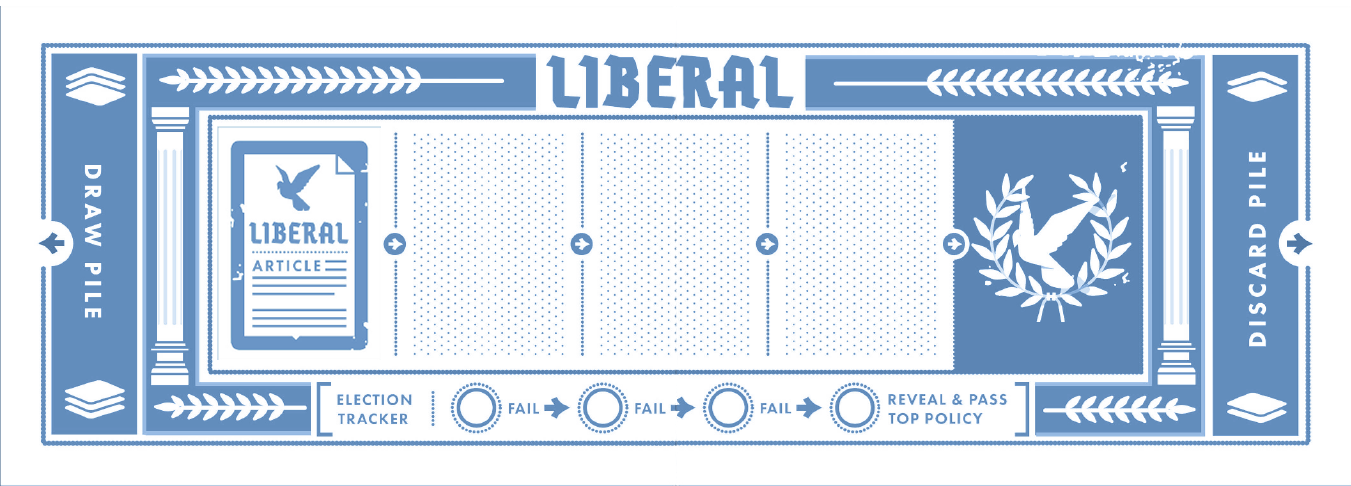 LIBERAL
DRAW PILE
LIBERAL
ARTICLE
DISCARD PILE
ELECTION
TRACKER
FAIL
FAIL
FAIL
REVEAL & PASS
TOP POLICY